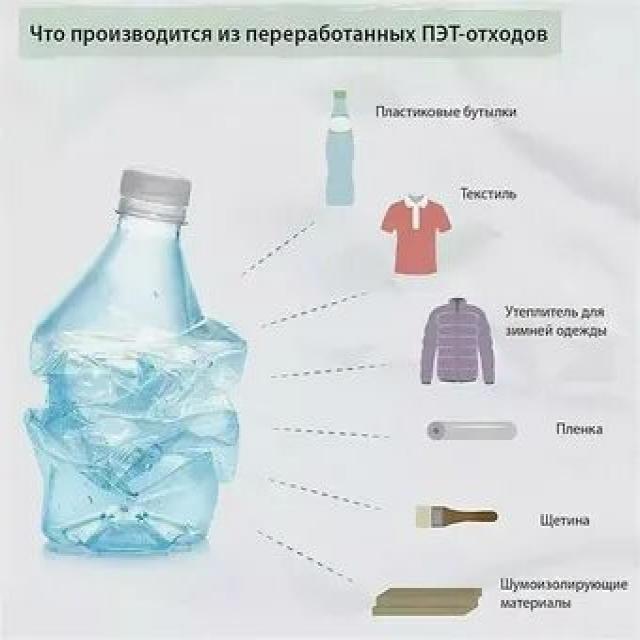 Что производится из переработанных ПЭТ-отходов
Пластиковые бутылки
Текстиль
Утеплитель для
зимней одежды
Пленка
Щетина
Шумоизолирующие
материалы